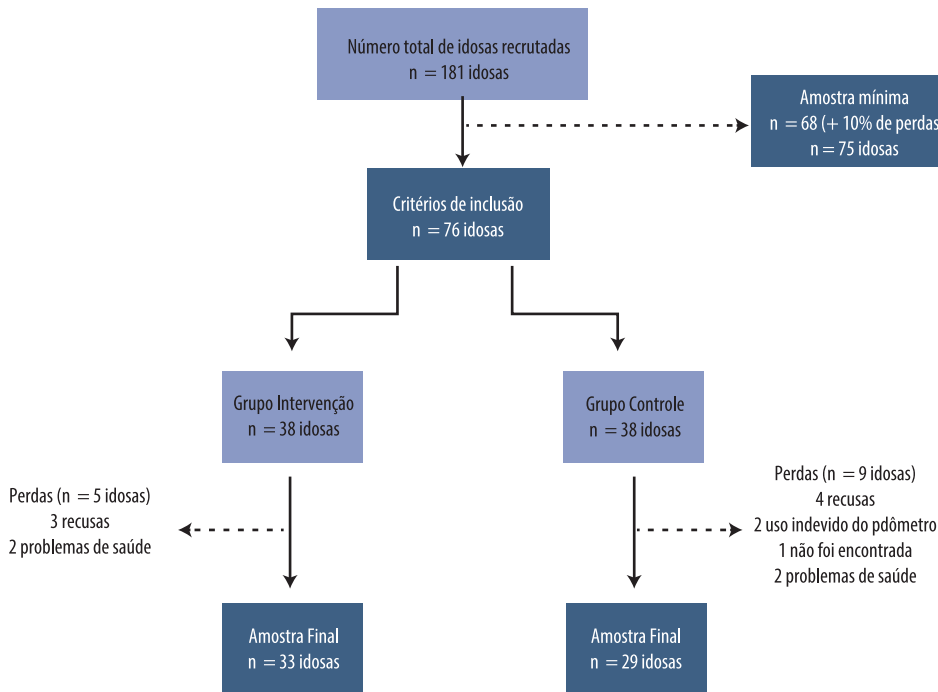 Número total de idosas recrutadas
n = 181 idosas
Amostra mínima
n = 68 (+ 10% de perdas
n = 75 idosas
Critérios de inclusão
n = 76 idosas
Grupo Intervenção
n = 38 idosas
Grupo Controle
n = 38 idosas
Perdas (n = 5 idosas)
3 recusas
2 problemas de saúde
Perdas (n = 9 idosas)
4 recusas
2 uso indevido do pdômetro
1 não foi encontrada
2 problemas de saúde
Amostra Final
n = 33 idosas
Amostra Final
n = 29 idosas